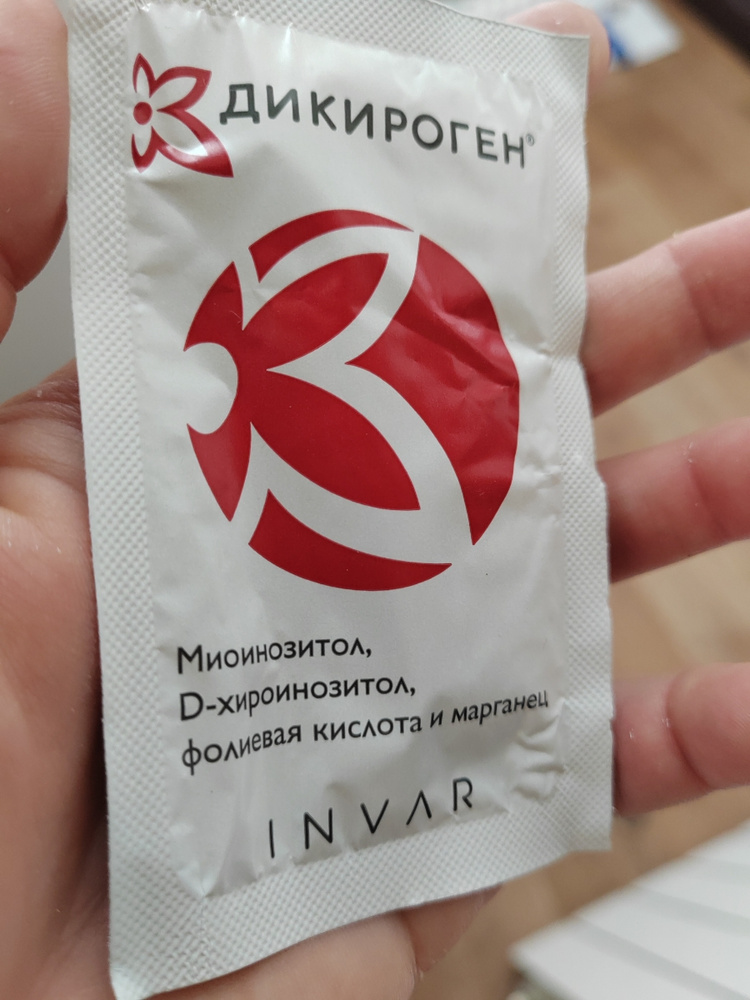 ДИКИРОГЕН®
Миоинозитол,
D-хироинозитол,
фолиевая кислота и марганец
INVAR